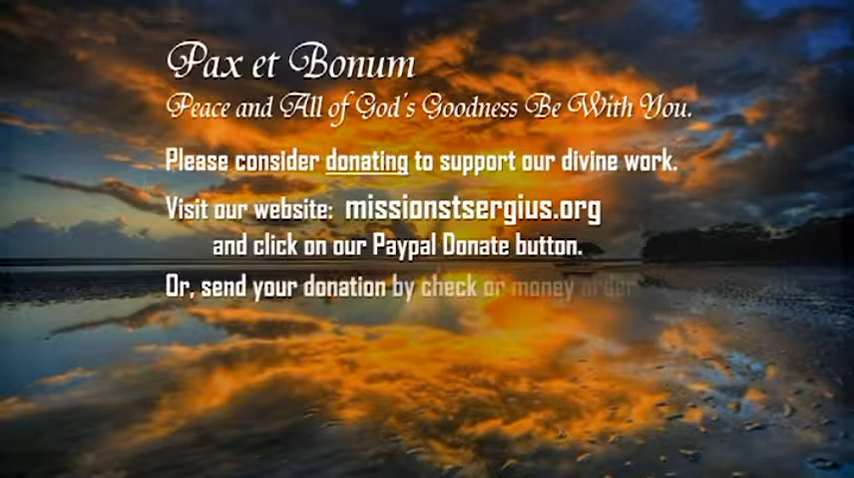 Pax et Bonum
Peace and All of God's Goodness Be With You.
Please consider donating to support our divine work.
Visit our website: missionstsergius.org
and click on our Paypal Donate button.
Or, send your donation by check or money order